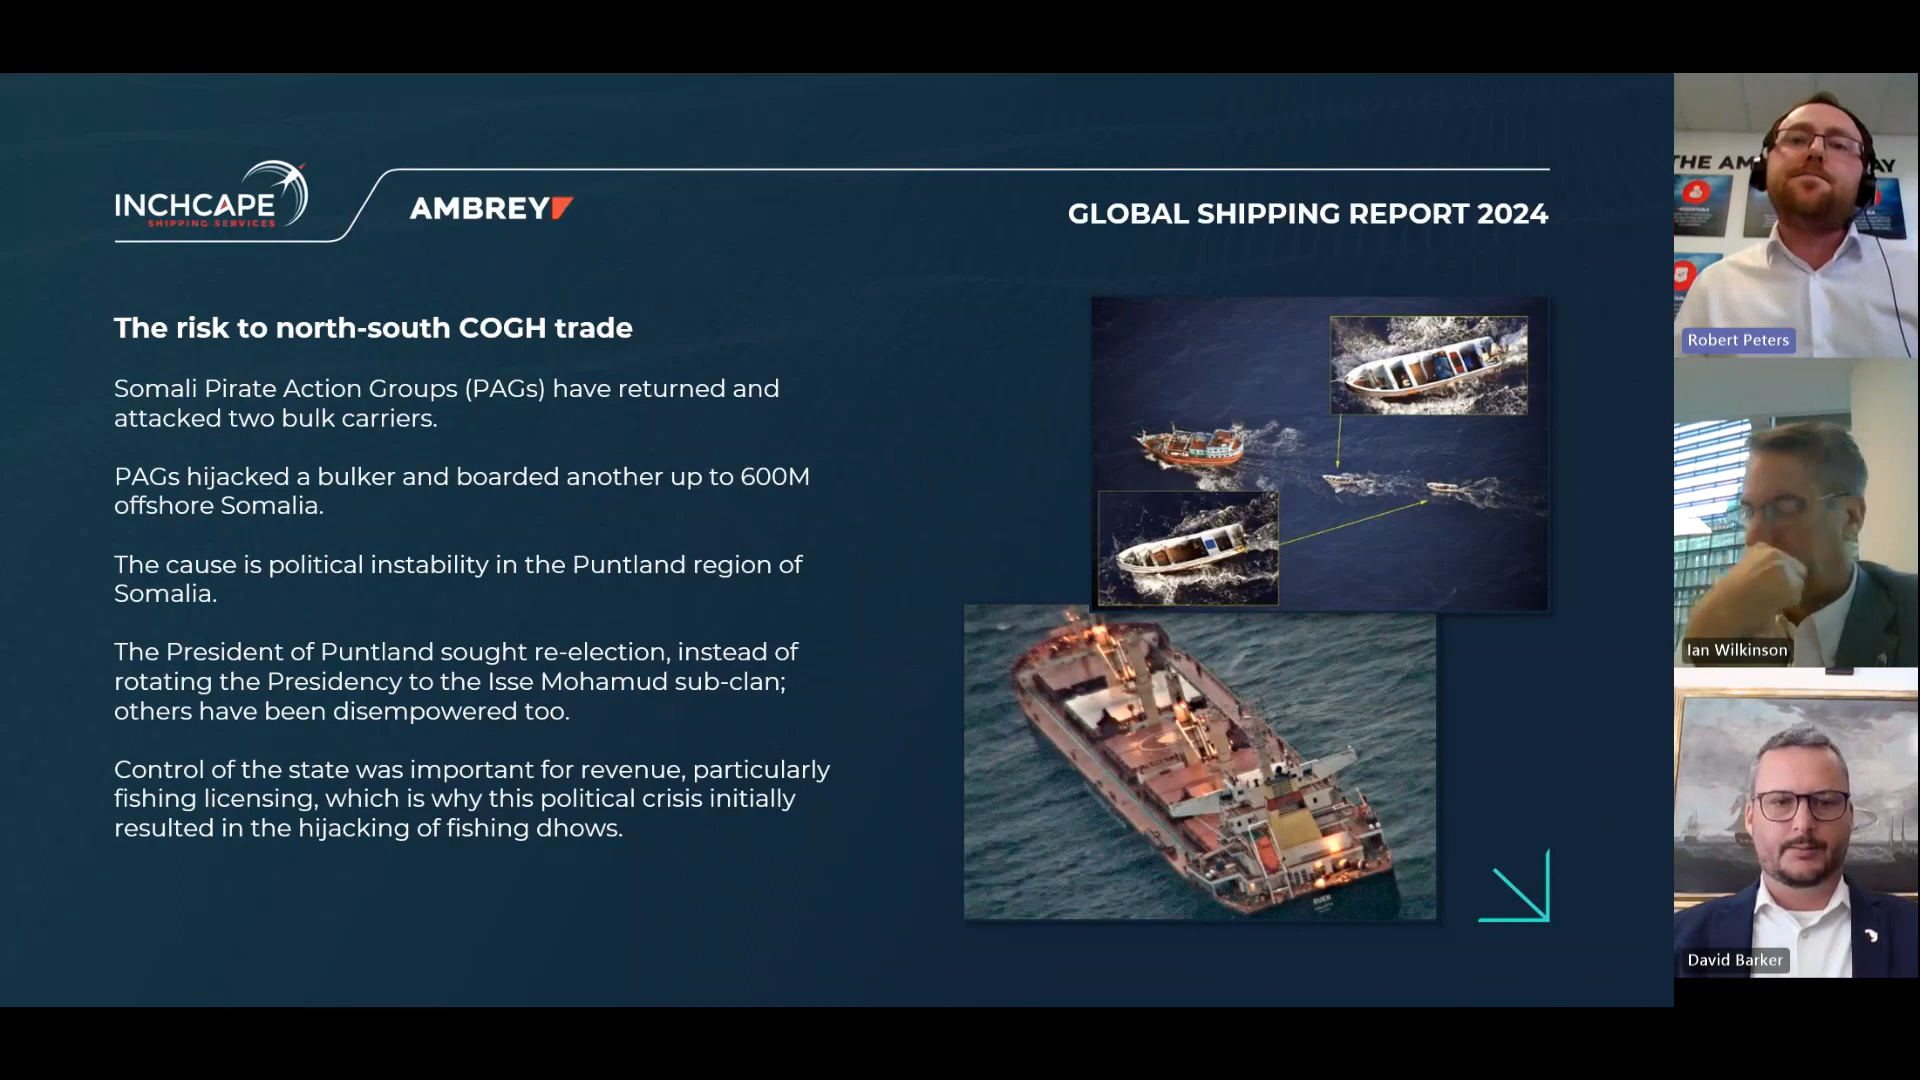 INCHCAPE
SHIPPING SERVICES
AMBREY
GLOBAL SHIPPING REPORT 2024
The risk to north-south COGH trade
Somali Pirate Action Groups (PAGs) have returned and
attacked two bulk carriers.
PAGs hijacked a bulker and boarded another up to 600M
offshore Somalia.
The cause is political instability in the Puntland region of
Somalia.
The President of Puntland sought re-election, instead of
rotating the Presidency to the Isse Mohamud sub-clan;
others have been disempowered too.
Control of the state was important for revenue, particularly
fishing licensing, which is why this political crisis initially
resulted in the hijacking of fishing dhows.
RUEN
THE AM
AY
Robert Peters
Ian Wilkinson
David Barker